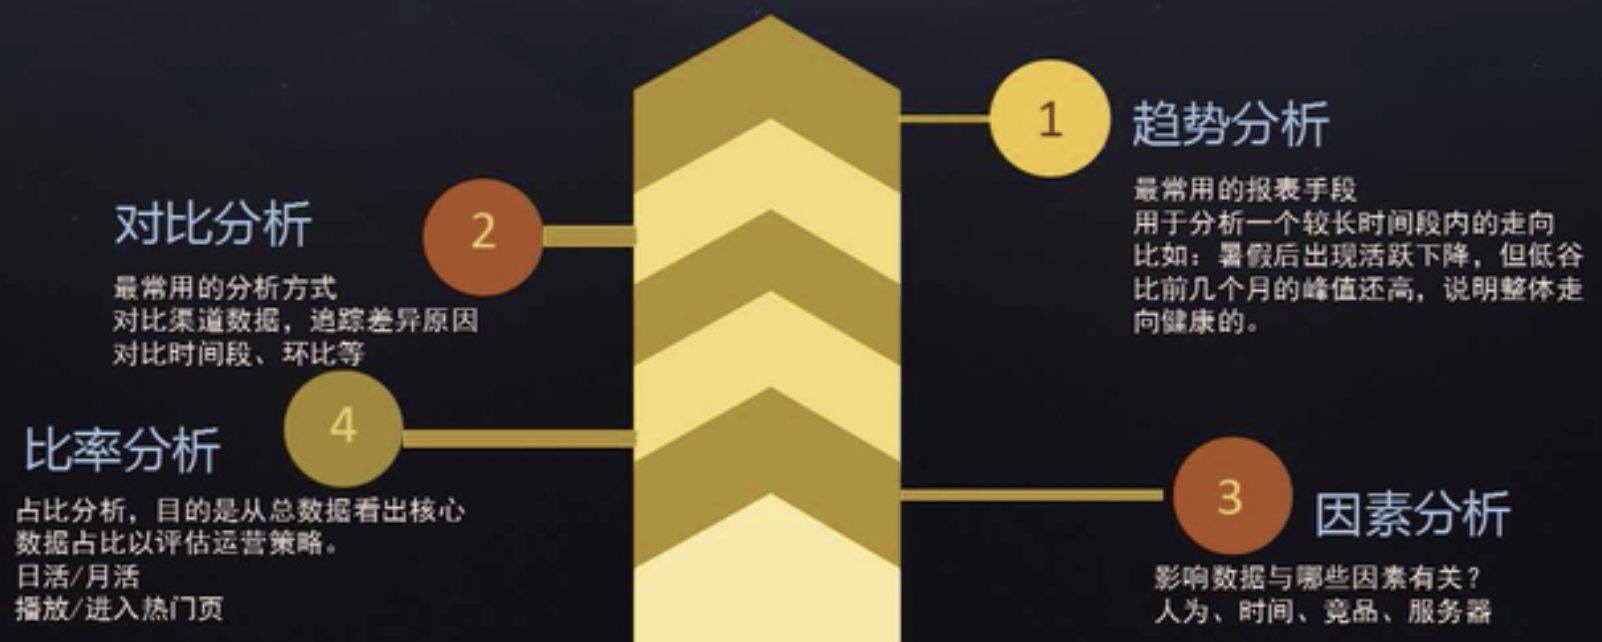 1
趋势分析
最常用的报表手段
用于分析一个较长时间段内的走向
比如：暑假后出现活跃下降，但低谷
比前几个月的峰值还高，说明整体走
向健康的。
2
对比分析
最常用的分析方式
对比渠道数据，追踪差异原因
对比时间段、环比等
3
因素分析
影响数据与哪些因素有关？
人为、时间、竞品、服务器
4
比率分析
占比分析，目的是从总数据看出核心
数据占比以评估运营策略。
日活/月活
播放/进入热门页